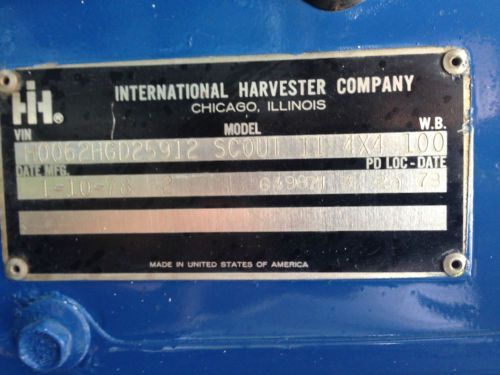 IH® INTERNATIONAL HARVESTER COMPANY
CHICAGO, ILLINOIS
VIN MODEL W.B.
H0062HGD25912 SCOUT II 4X4 100
DATE MFG. PD LOC-DATE
1-10-78 2
MADE IN UNITED STATES OF AMERICA